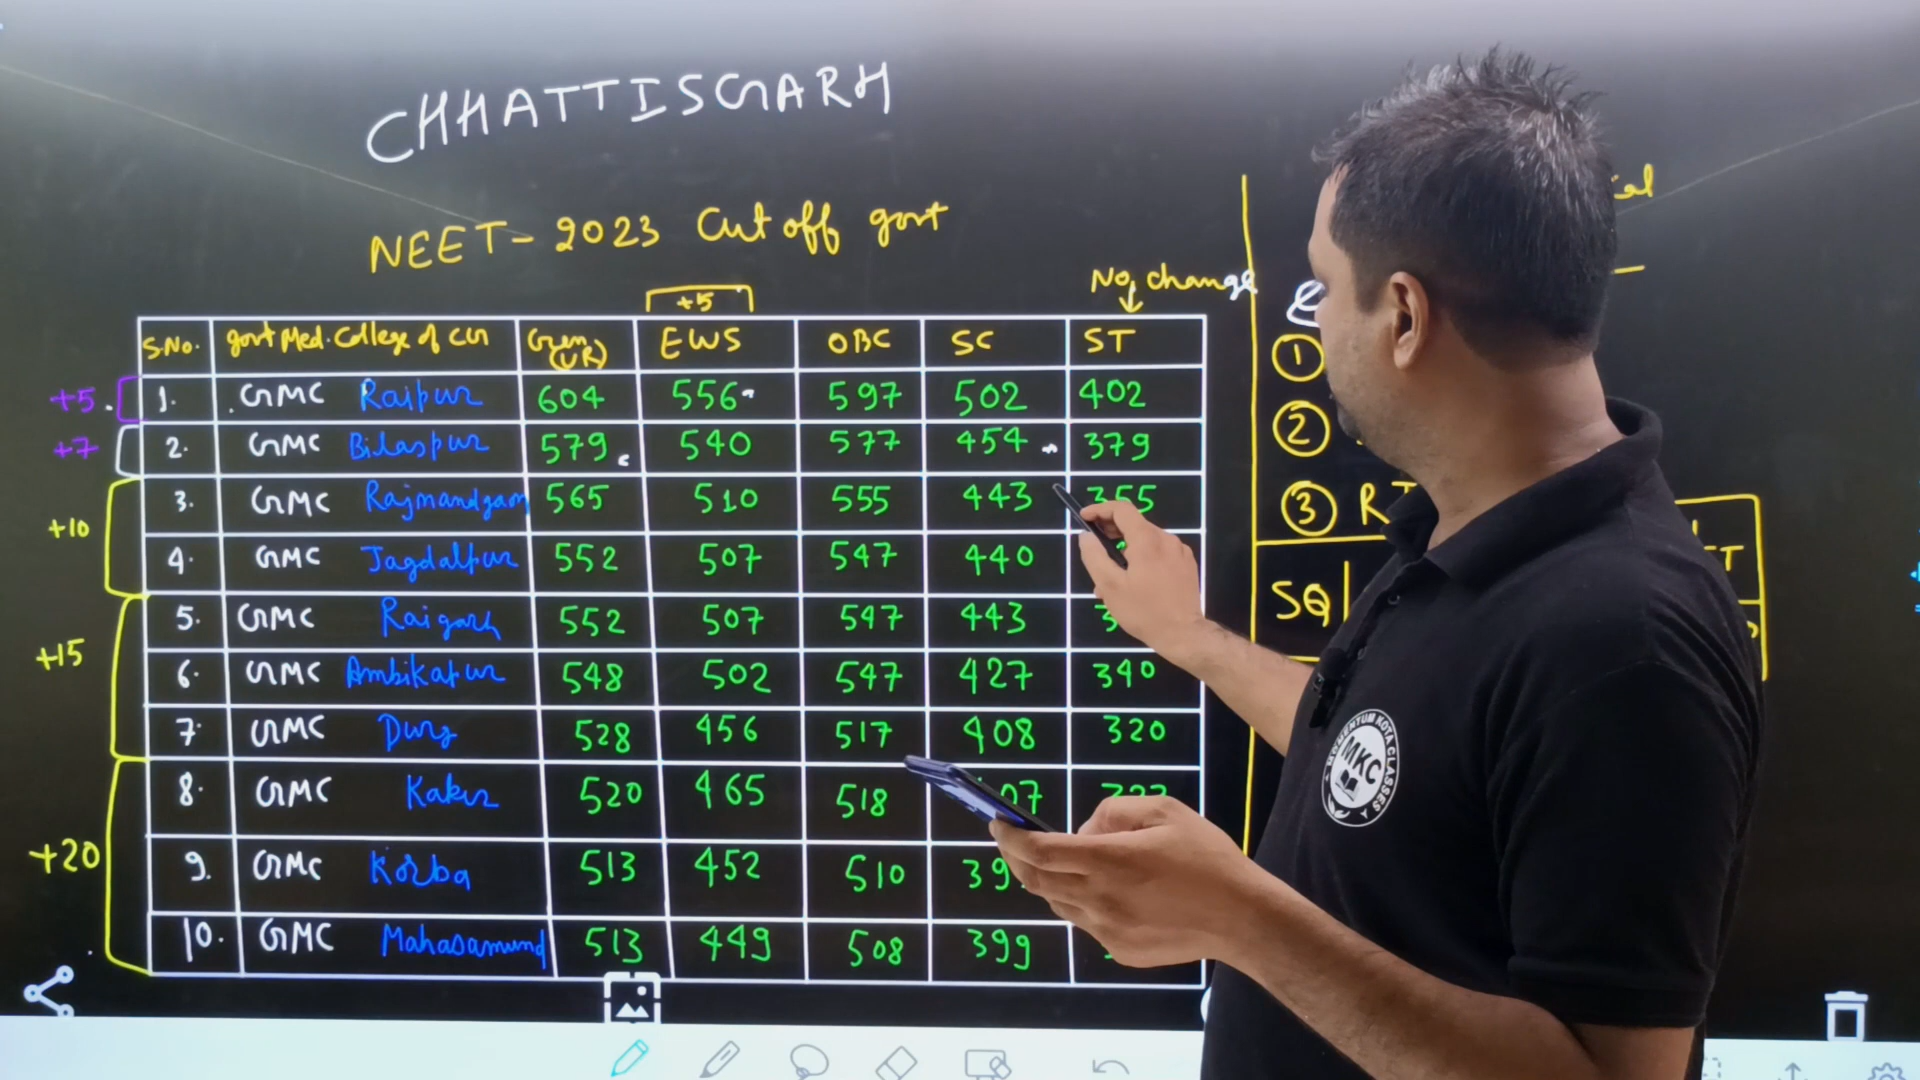 CHHATTISGARH
NEET-2023 Cut off govt
No change
+5
S.No. govt Med. College of CG Gen (UR) EWS OBC SC ST
+5 1. GMC Raipur 604 556 597 502 402
+7 2. GMC Bilaspur 579 540 577 454 379
3. GMC Rajnandgaon 565 510 555 443 355
+10
4. GMC Jagdalpur 552 507 547 440
5. GMC Raigarh 552 507 547 443
+15
6. GMC Ambikapur 548 502 547 427 340
7. GMC Durg 528 456 517 408 320
8. GMC Kaker 520 465 518
+20
9. GMC Korba 513 452 510
10. GMC Mahasamund 513 449 508 399
1
2
3 R
SQ
MOMENTUM KOTA CLASES
MKC